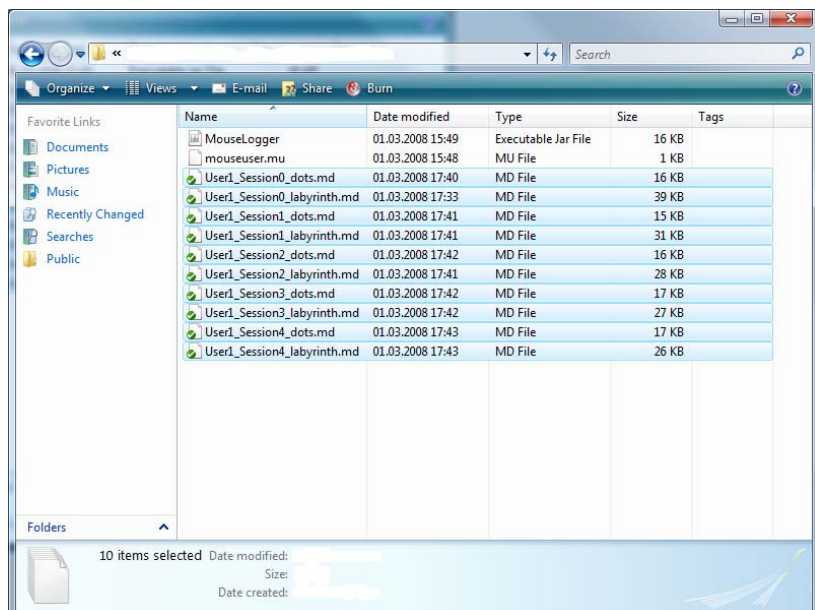 «
Search
Organize Views E-mail Share Burn
Favorite Links
Documents
Pictures
Music
Recently Changed
Searches
Public
Folders
Name Date modified Type Size Tags
MouseLogger 01.03.2008 15:49 Executable Jar File 16 KB
mouseuser.mu 01.03.2008 15:48 MU File 1 KB
User1_Session0_dots.md 01.03.2008 17:40 MD File 16 KB
User1_Session0_labyrinth.md 01.03.2008 17:33 MD File 39 KB
User1_Session1_dots.md 01.03.2008 17:41 MD File 15 KB
User1_Session1_labyrinth.md 01.03.2008 17:41 MD File 31 KB
User1_Session2_dots.md 01.03.2008 17:42 MD File 16 KB
User1_Session2_labyrinth.md 01.03.2008 17:41 MD File 28 KB
User1_Session3_dots.md 01.03.2008 17:42 MD File 17 KB
User1_Session3_labyrinth.md 01.03.2008 17:42 MD File 27 KB
User1_Session4_dots.md 01.03.2008 17:43 MD File 17 KB
User1_Session4_labyrinth.md 01.03.2008 17:43 MD File 26 KB
10 items selected Date modified:
Size:
Date created: